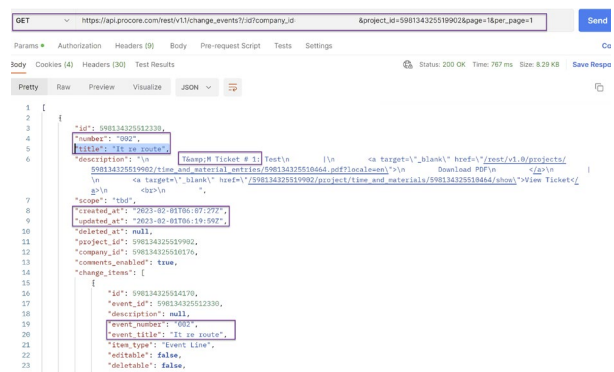 GET https://api.procore.com/rest/v1.1/change_events?/:id?company_id &project_id=598134325519902&page=1&per_page=1 Send
Params Authorization Headers (9) Body Pre-request Script Tests Settings Co
Body Cookies (4) Headers (30) Test Results Status: 200 OK Time: 767 ms Size: 8.29 KB Save Respo
Pretty Raw Preview Visualize JSON
1 [
2 {
3 "id": 598134325512330,
4 "number": "002",
5 "title": "It re route",
6 "description": "\n T&amp;M Ticket # 1: Test\n |\n <a target=\"_blank\" href=\"/rest/v1.0/projects/
598134325519902/time_and_material_entries/598134325510464.pdf?locale=en\">\n Download PDF\n </a>\n |
\n <a target=\"_blank\" href=\"/598134325519902/project/time_and_materials/598134325510464/show\">View Ticket</
a>\n <br>\n ",
7 "scope": "tbd",
8 "created_at": "2023-02-01T06:07:27Z",
9 "updated_at": "2023-02-01T06:19:59Z",
10 "deleted_at": null,
11 "project_id": 598134325519902,
12 "company_id": 598134325510176,
13 "comments_enabled": true,
14 "change_items": [
15 {
16 "id": 598134325514170,
17 "event_id": 598134325512330,
18 "description": null,
19 "event_number": "002",
20 "event_title": "It re route",
21 "item_type": "Event Line",
22 "editable": false,
23 "deletable": false,